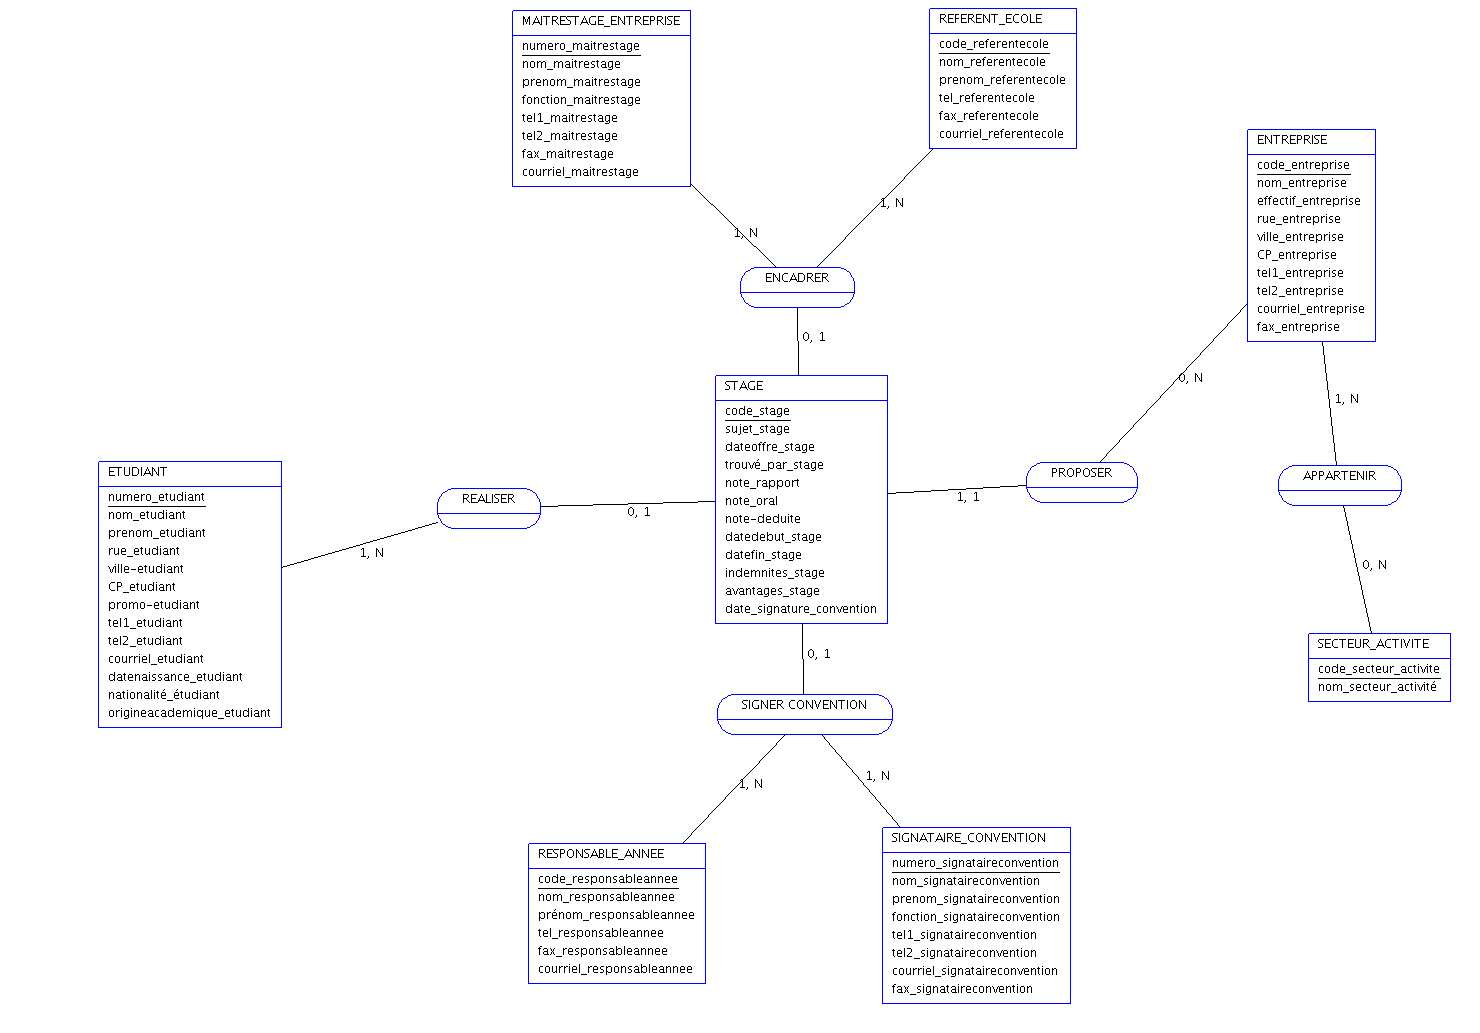 MAITRESTAGE_ENTREPRISE
numero_maitrestage
nom_maitrestage
prenom_maitrestage
fonction_maitrestage
tel1_maitrestage
tel2_maitrestage
fax_maitrestage
courriel_maitrestage
REFERENT_ECOLE
code_referentecole
nom_referentecole
prenom_referentecole
tel_referentecole
fax_referentecole
courriel_referentecole
ENTREPRISE
code_entreprise
nom_entreprise
effectif_entreprise
rue_entreprise
ville_entreprise
CP_entreprise
tel1_entreprise
tel2_entreprise
courriel_entreprise
fax_entreprise
1, N
1, N
ENCADRER
0, 1
0, N
1, N
STAGE
code_stage
sujet_stage
dateoffre_stage
trouvé_par_stage
note_rapport
note_oral
note-deduite
datedebut_stage
datefin_stage
indemnites_stage
avantages_stage
date_signature_convention
PROPOSER
1, 1
APPARTENIR
0, N
SECTEUR_ACTIVITE
code_secteur_activite
nom_secteur_activité
ETUDIANT
numero_etudiant
nom_etudiant
prenom_etudiant
rue_etudiant
ville-etudiant
CP_etudiant
promo-etudiant
tel1_etudiant
tel2_etudiant
courriel_etudiant
datenaissance_etudiant
nationalité_étudiant
origineacademique_etudiant
REALISER
0, 1
1, N
0, 1
SIGNER CONVENTION
1, N
1, N
RESPONSABLE_ANNEE
code_responsableannee
nom_responsableannee
prénom_responsableannee
tel_responsableannee
fax_responsableannee
courriel_responsableannee
SIGNATAIRE_CONVENTION
numero_signataireconvention
nom_signataireconvention
prenom_signataireconvention
fonction_signataireconvention
tel1_signataireconvention
tel2_signataireconvention
courriel_signataireconvention
fax_signataireconvention